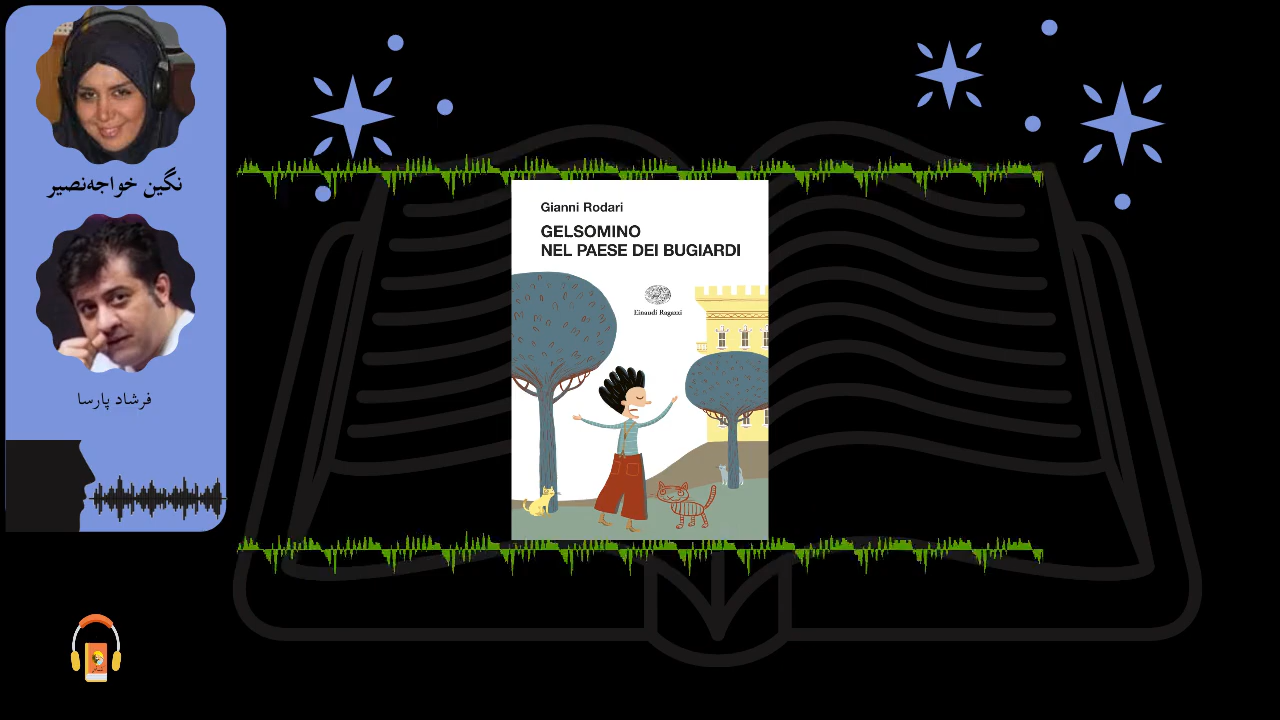 نگین خواجه‌نصیر
فرشاد پارسا
Gianni Rodari
GELSOMINO
NEL PAESE DEI BUGIARDI
Einaudi Ragazzi